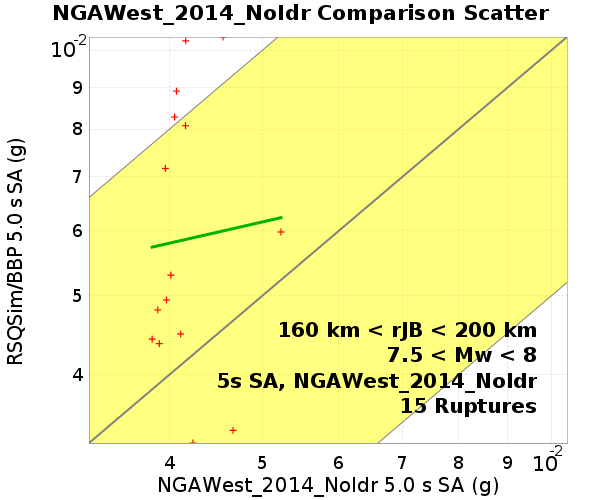 NGAWest_2014_NoIdr Comparison Scatter
10-2
9
8
7
6
5
4
RSQSim/BBP 5.0 s SA (g)
160 km < rJB < 200 km
7.5 < Mw < 8
5s SA, NGAWest_2014_NoIdr
15 Ruptures
4 5 6 7 8 9 10-2
NGAWest_2014_NoIdr 5.0 s SA (g)